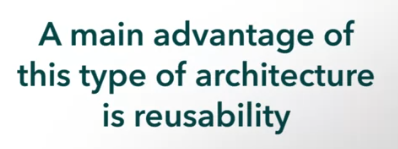 A main advantage of
this type of architecture
is reusability